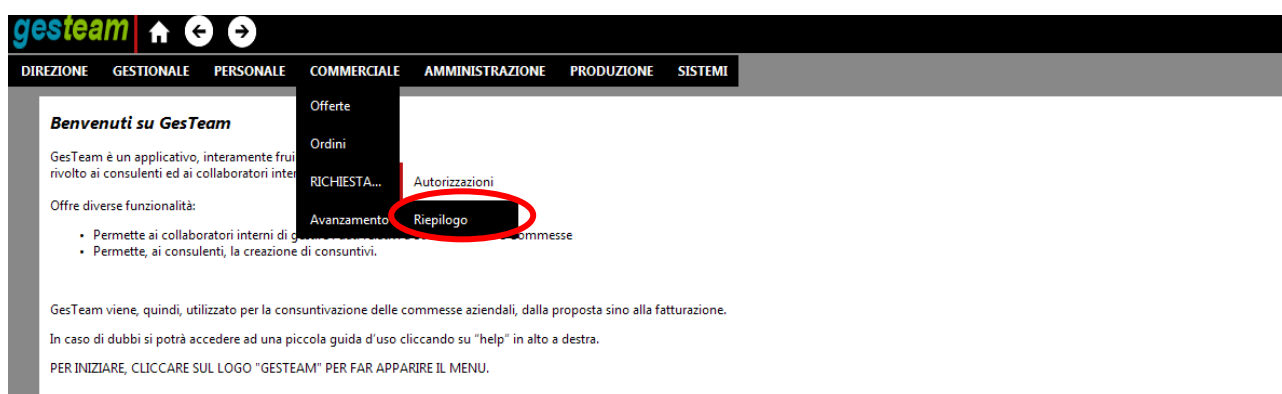 gesteam
DIREZIONE GESTIONALE PERSONALE COMMERCIALE AMMINISTRAZIONE PRODUZIONE SISTEMI
Offerte
Ordini
RICHIESTA...
Avanzamento
Autorizzazioni
Riepilogo
Benvenuti su GesTeam
GesTeam è un applicativo, interamente frui
rivolto ai consulenti ed ai collaboratori inter
Offre diverse funzionalità:
• Permette ai collaboratori interni di commesse
• Permette, ai consulenti, la creazione di consuntivi.
GesTeam viene, quindi, utilizzato per la consuntivazione delle commesse aziendali, dalla proposta sino alla fatturazione.
In caso di dubbi si potrà accedere ad una piccola guida d'uso cliccando su "help" in alto a destra.
PER INIZIARE, CLICCARE SUL LOGO "GESTEAM" PER FAR APPARIRE IL MENU.